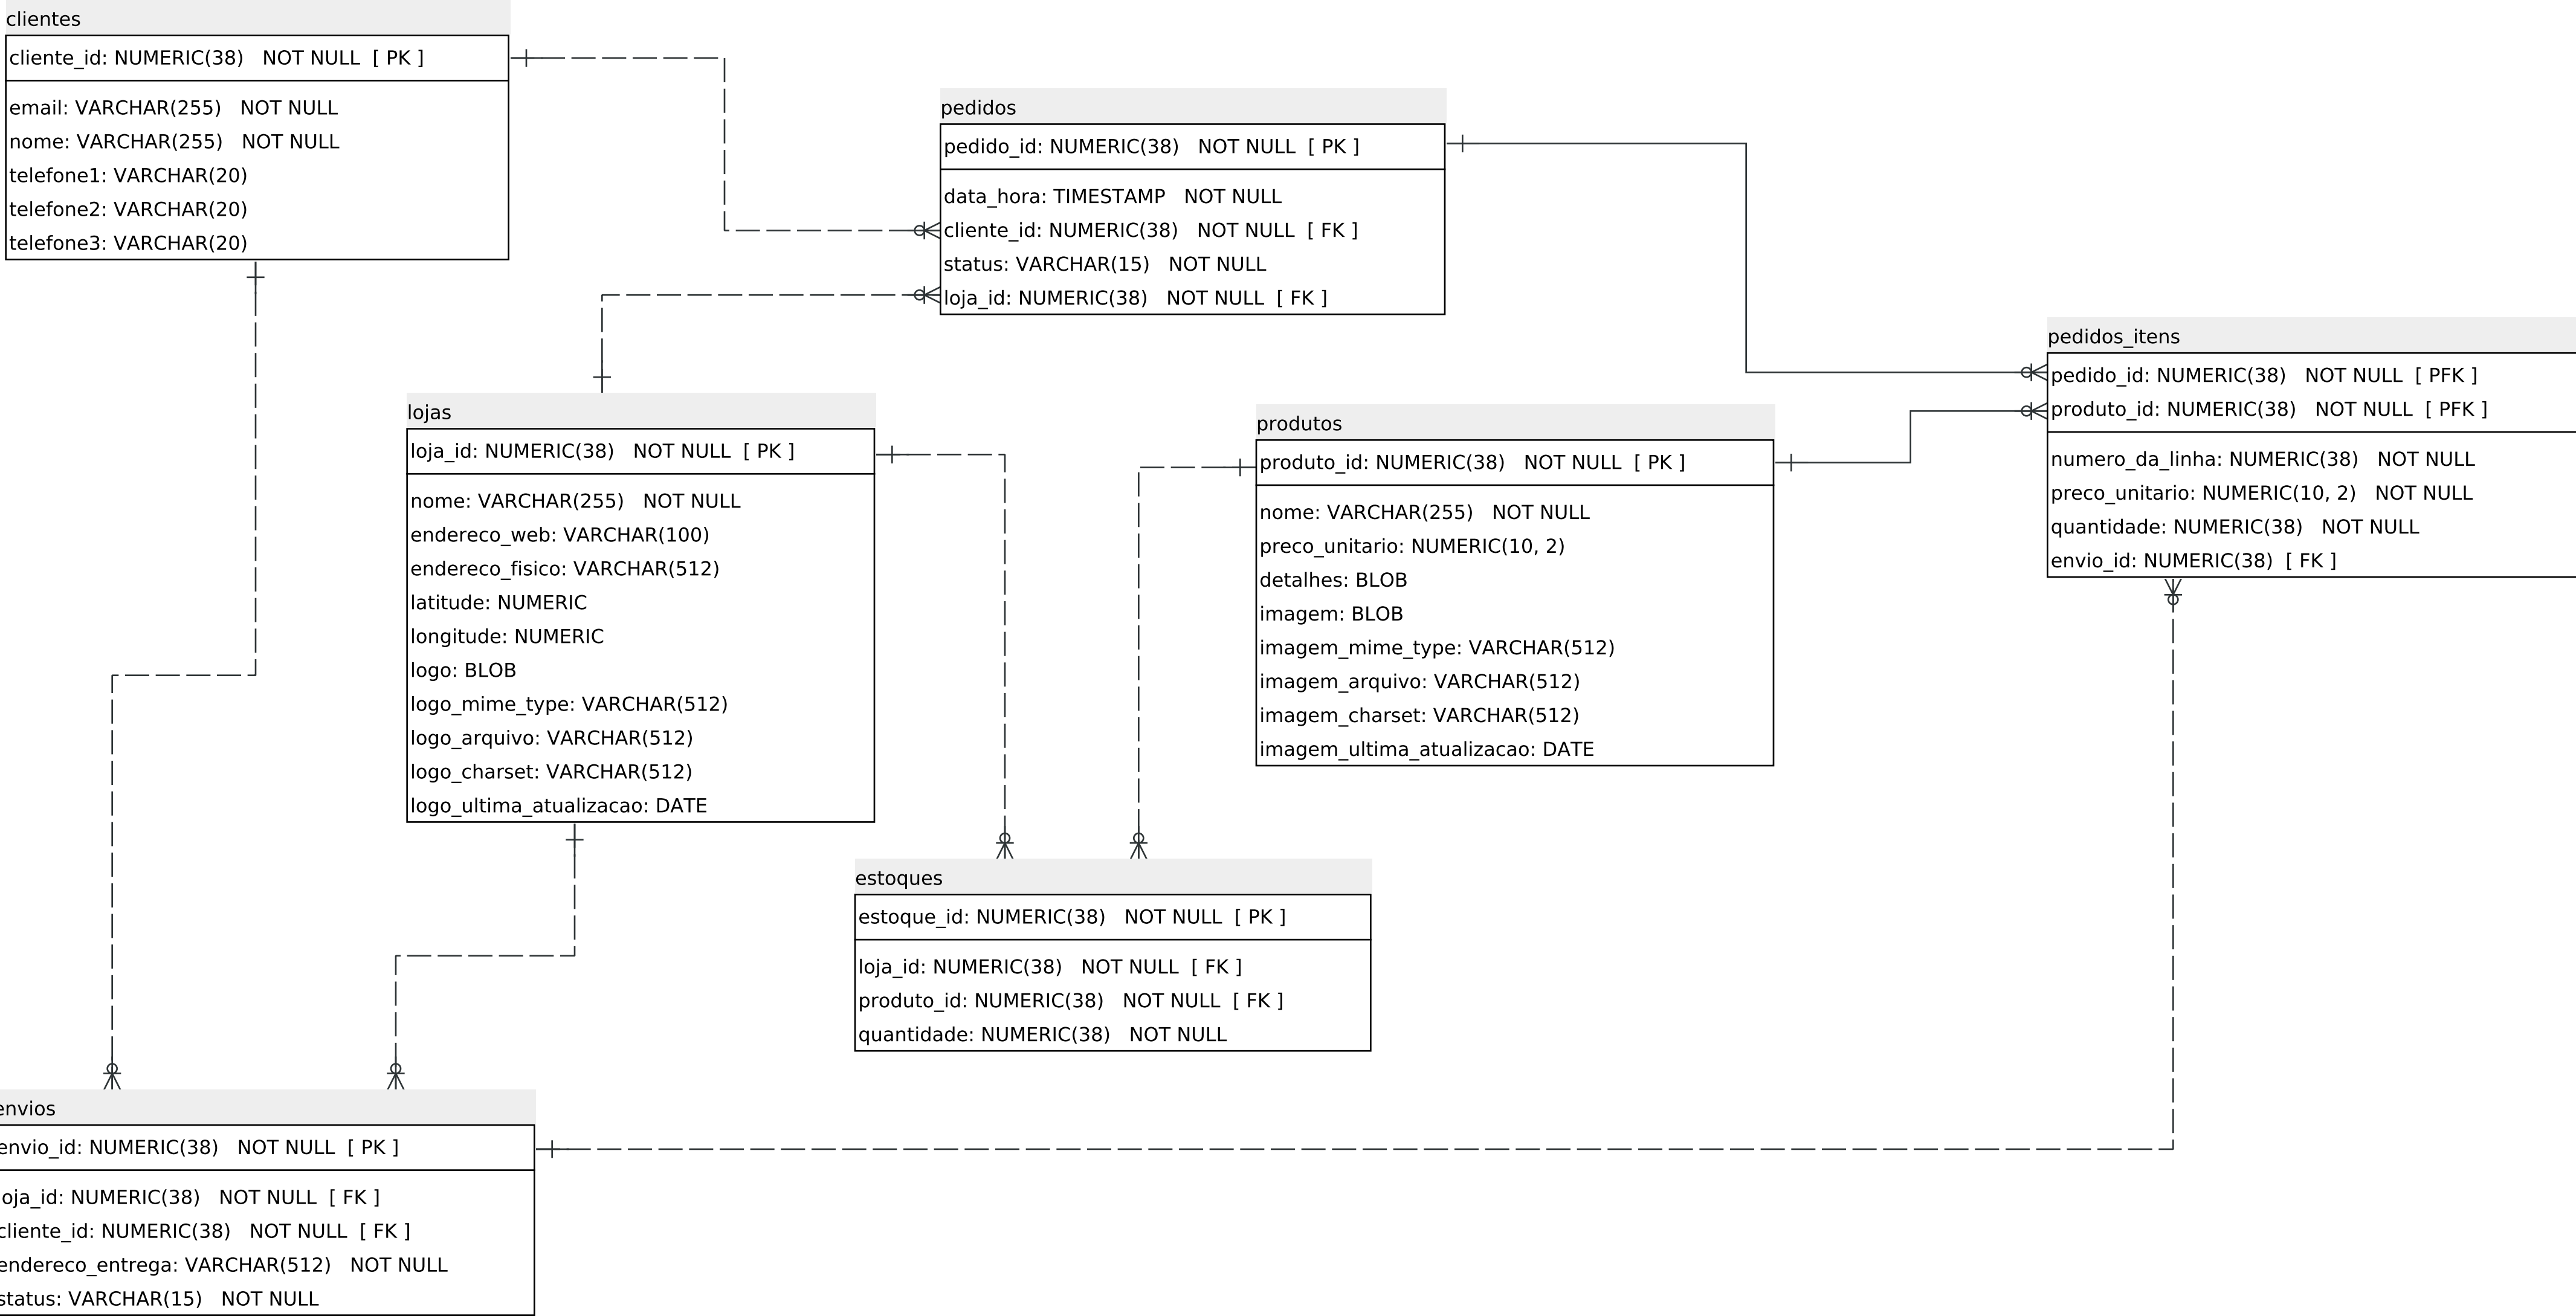 clientes
cliente_id: NUMERIC(38) NOT NULL [ PK ]
email: VARCHAR(255) NOT NULL
nome: VARCHAR(255) NOT NULL
telefone1: VARCHAR(20)
telefone2: VARCHAR(20)
telefone3: VARCHAR(20)
pedidos
pedido_id: NUMERIC(38) NOT NULL [ PK ]
data_hora: TIMESTAMP NOT NULL
cliente_id: NUMERIC(38) NOT NULL [ FK ]
status: VARCHAR(15) NOT NULL
loja_id: NUMERIC(38) NOT NULL [ FK ]
pedidos_itens
pedido_id: NUMERIC(38) NOT NULL [ PFK ]
produto_id: NUMERIC(38) NOT NULL [ PFK ]
numero_da_linha: NUMERIC(38) NOT NULL
preco_unitario: NUMERIC(10, 2) NOT NULL
quantidade: NUMERIC(38) NOT NULL
envio_id: NUMERIC(38) [ FK ]
lojas
loja_id: NUMERIC(38) NOT NULL [ PK ]
nome: VARCHAR(255) NOT NULL
endereco_web: VARCHAR(100)
endereco_fisico: VARCHAR(512)
latitude: NUMERIC
longitude: NUMERIC
logo: BLOB
logo_mime_type: VARCHAR(512)
logo_arquivo: VARCHAR(512)
logo_charset: VARCHAR(512)
logo_ultima_atualizacao: DATE
produtos
produto_id: NUMERIC(38) NOT NULL [ PK ]
nome: VARCHAR(255) NOT NULL
preco_unitario: NUMERIC(10, 2)
detalhes: BLOB
imagem: BLOB
imagem_mime_type: VARCHAR(512)
imagem_arquivo: VARCHAR(512)
imagem_charset: VARCHAR(512)
imagem_ultima_atualizacao: DATE
estoques
estoque_id: NUMERIC(38) NOT NULL [ PK ]
loja_id: NUMERIC(38) NOT NULL [ FK ]
produto_id: NUMERIC(38) NOT NULL [ FK ]
quantidade: NUMERIC(38) NOT NULL
envios
envio_id: NUMERIC(38) NOT NULL [ PK ]
loja_id: NUMERIC(38) NOT NULL [ FK ]
cliente_id: NUMERIC(38) NOT NULL [ FK ]
endereco_entrega: VARCHAR(512) NOT NULL
status: VARCHAR(15) NOT NULL